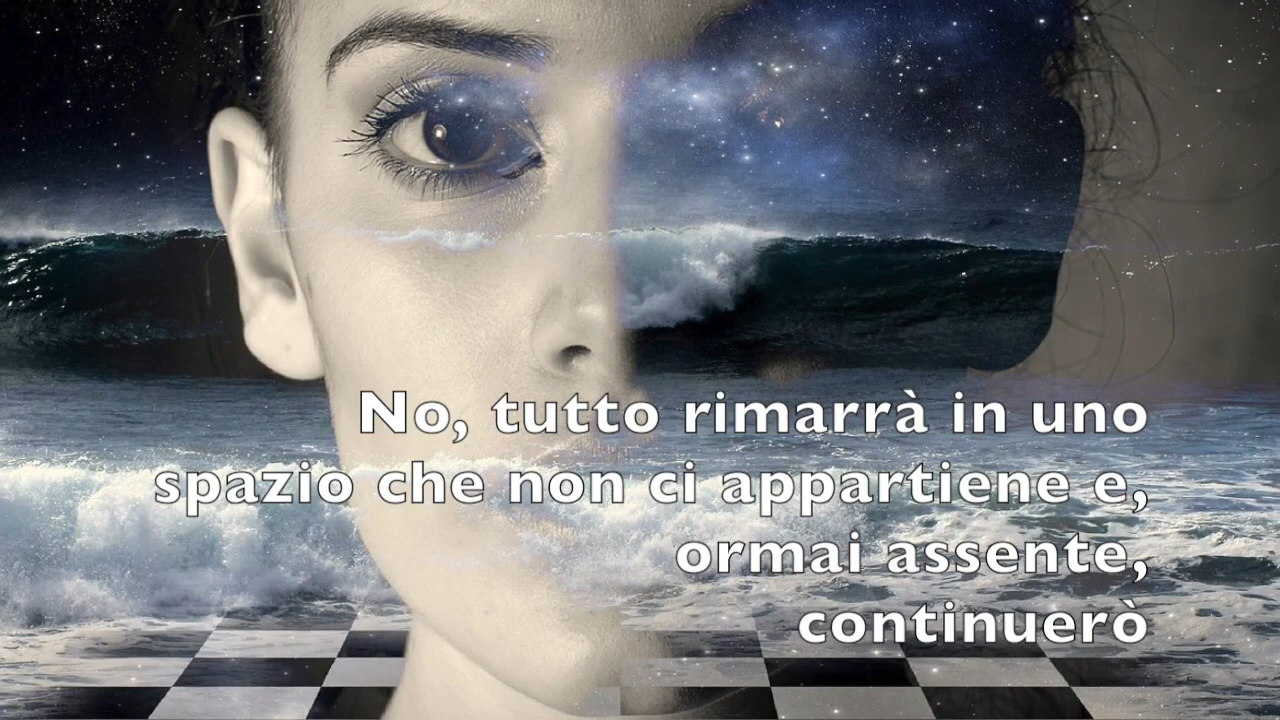 No, tutto rimarrà in uno
spazio che non ci appartiene e,
ormai assente,
continuerò